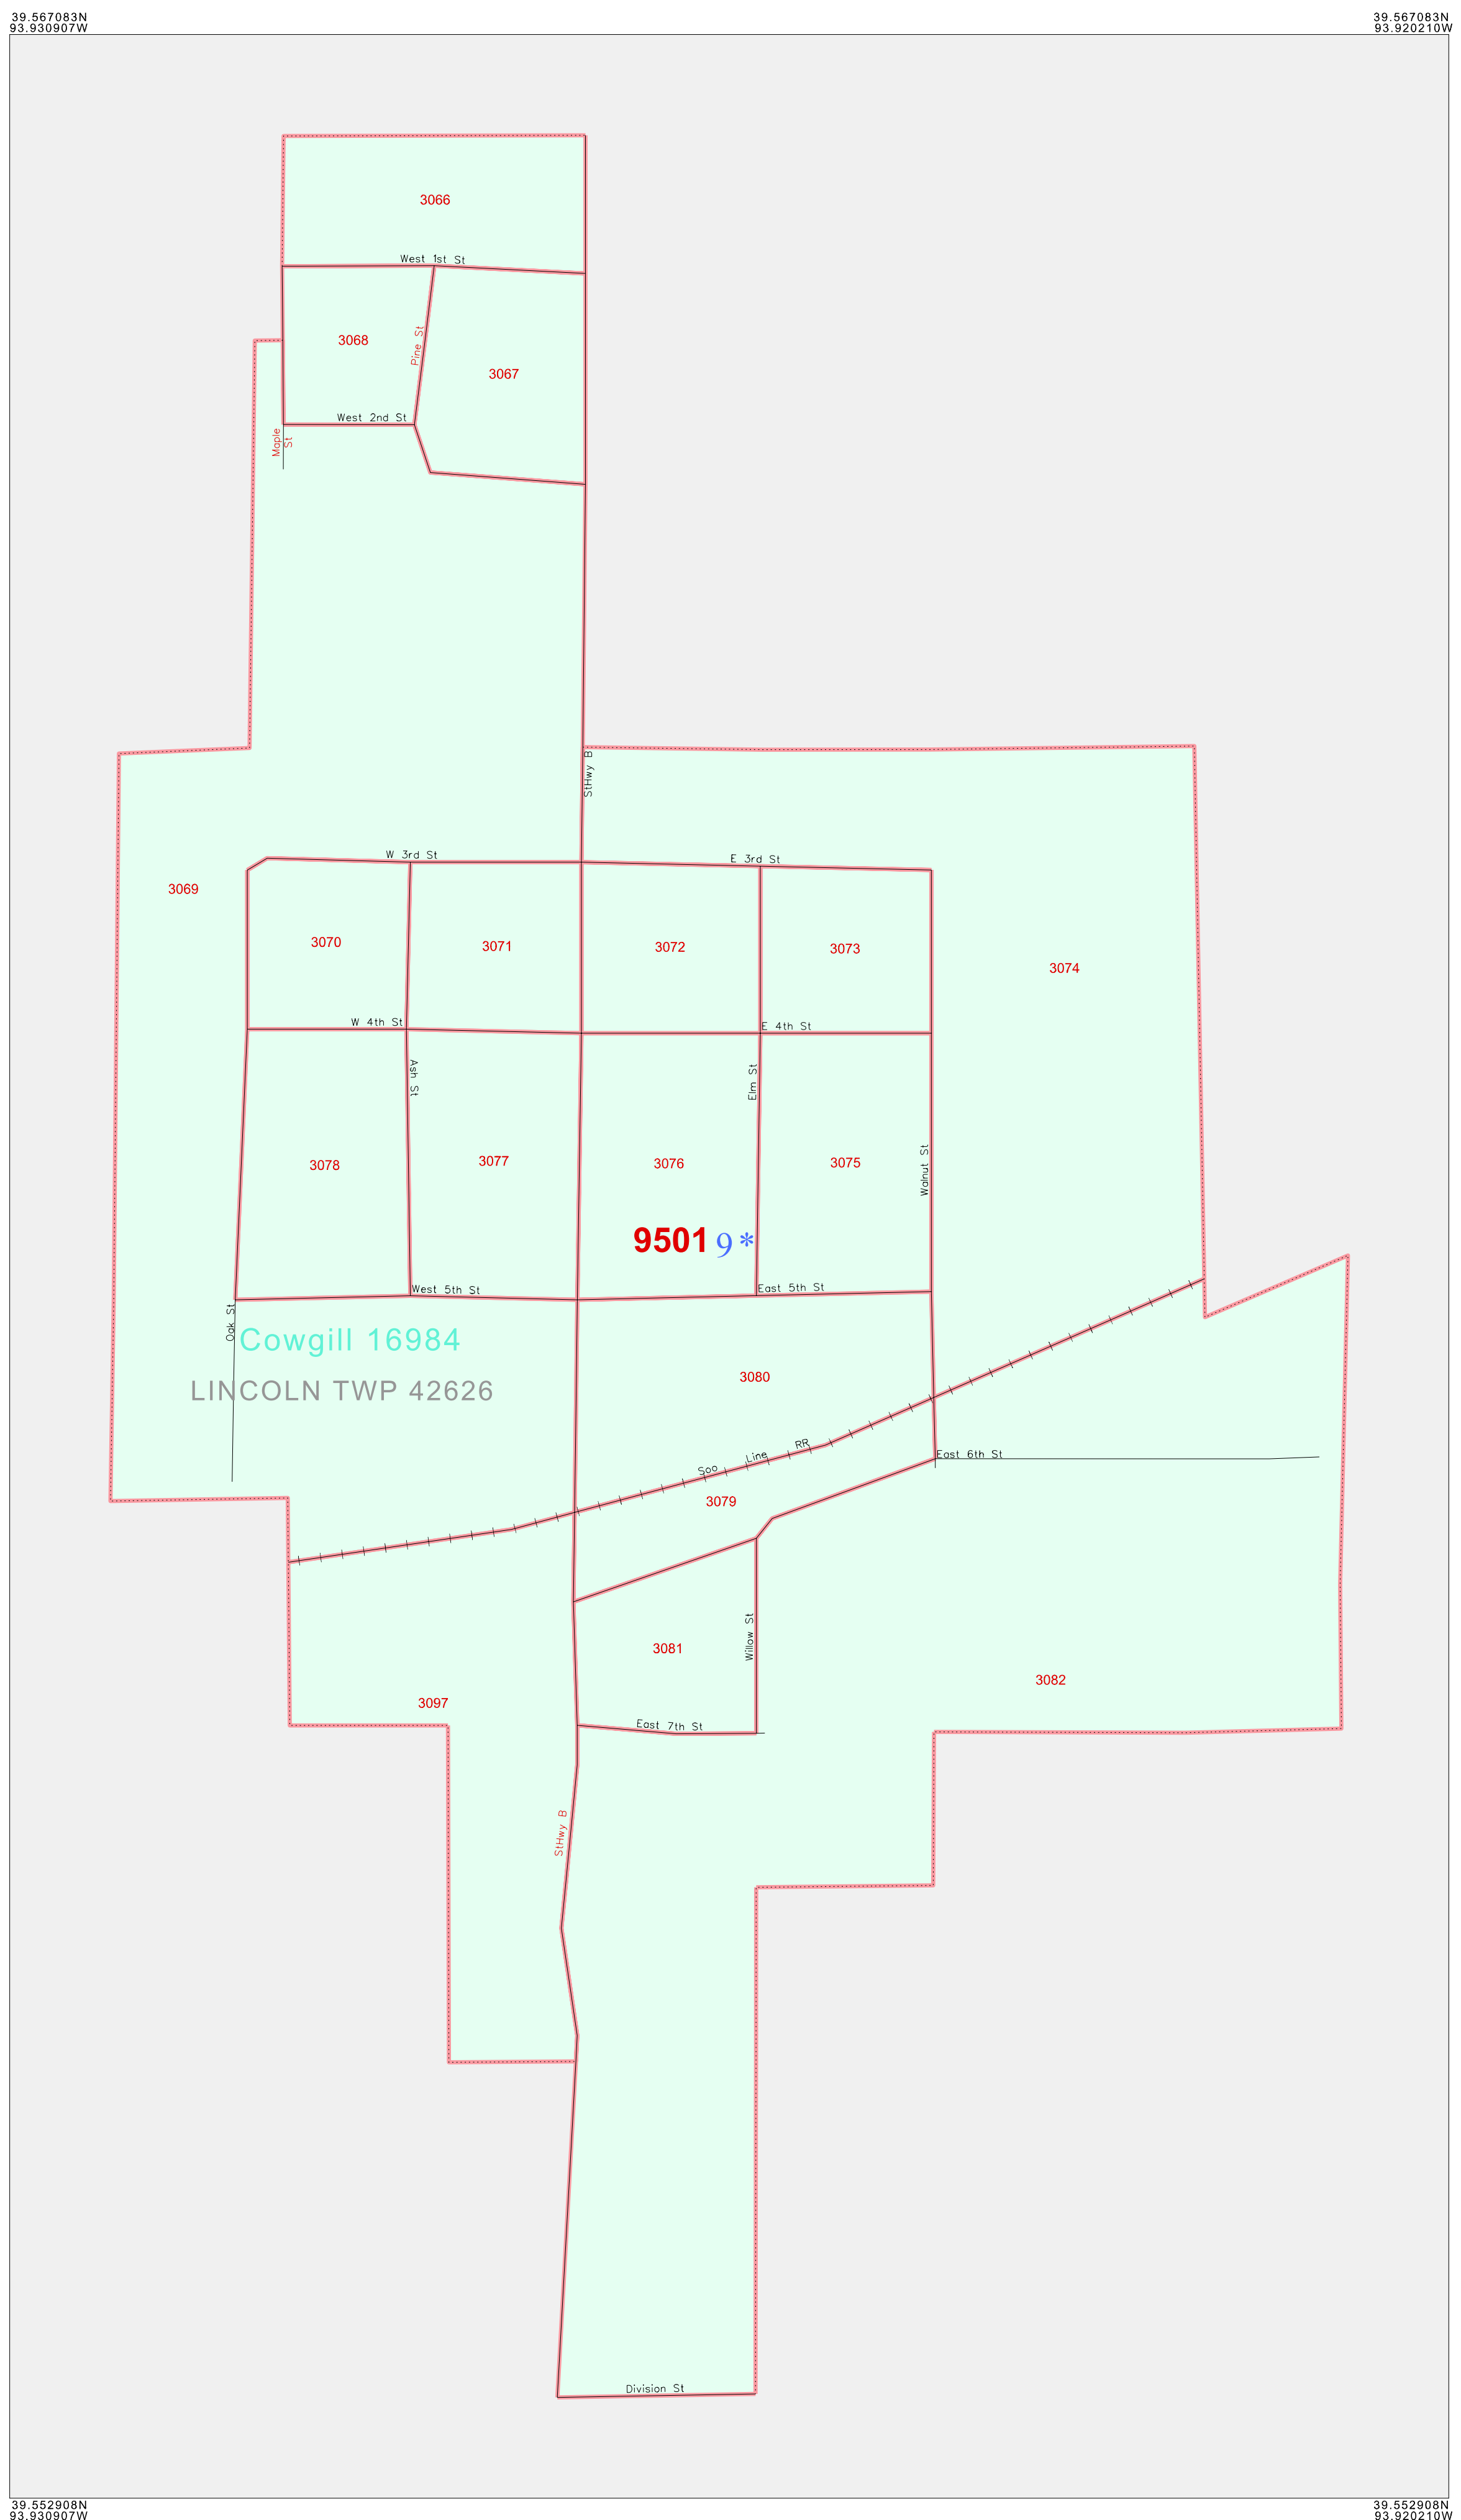 39.567083N
93.930907W
39.567083N
93.920210W
3066
West 1st St
3068
Pine St
3067
West 2nd St
Maple
St
StHwy B
W 3rd St
E 3rd St
3069
3070
3071
3072
3073
3074
W 4th St
E 4th St
Ash St
Elm St
Walnut St
3078
3077
3076
3075
9501 9*
West 5th St
East 5th St
Oak St
Cowgill 16984
LINCOLN TWP 42626
3080
Soo Line RR
East 6th St
3079
Willow St
3081
3082
3097
East 7th St
StHwy B
Division St
39.552908N
93.930907W
39.552908N
93.920210W